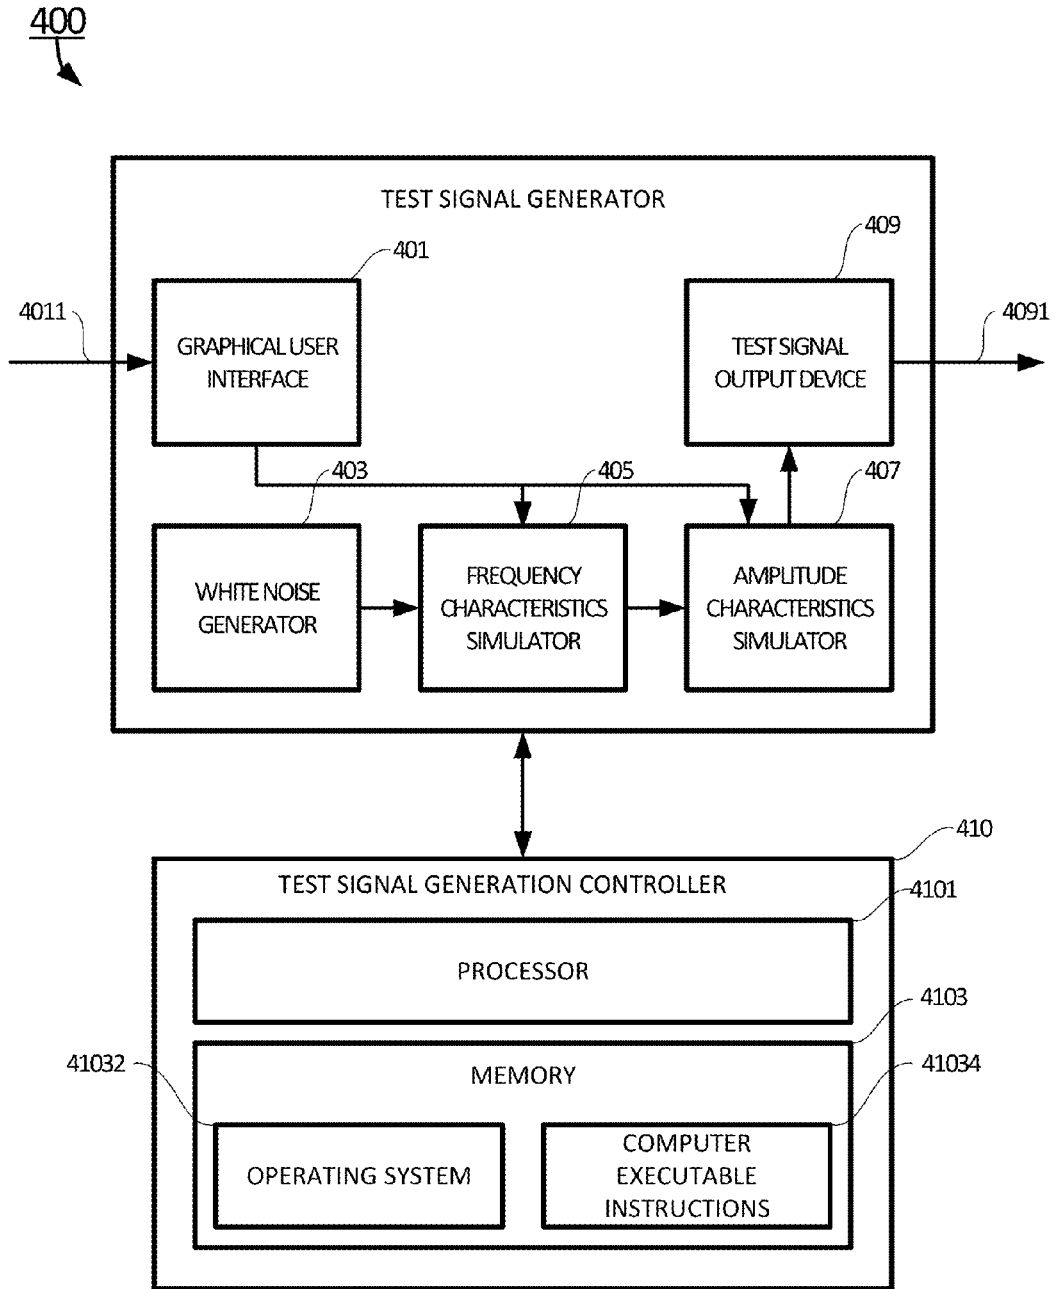 400
TEST SIGNAL GENERATOR
401
409
4011
4091
GRAPHICAL USER
INTERFACE
TEST SIGNAL
OUTPUT DEVICE
403
405
407
WHITE NOISE
GENERATOR
FREQUENCY
CHARACTERISTICS
SIMULATOR
AMPLITUDE
CHARACTERISTICS
SIMULATOR
410
TEST SIGNAL GENERATION CONTROLLER
4101
PROCESSOR
4103
41032
MEMORY
41034
OPERATING SYSTEM
COMPUTER
EXECUTABLE
INSTRUCTIONS